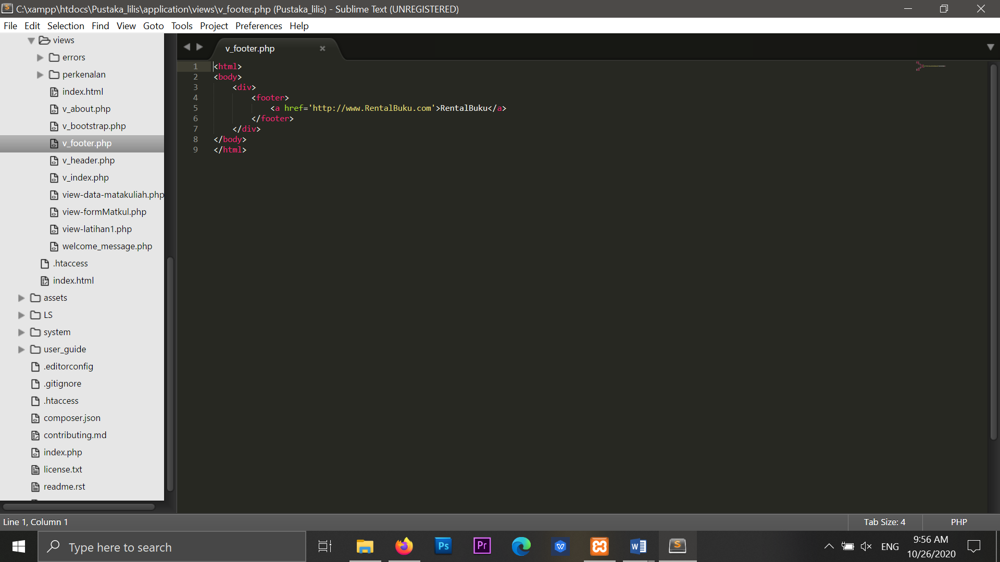 C:\xampp\htdocs\Pustaka_lilis\application\views\v_footer.php (Pustaka_lilis) - Sublime Text (UNREGISTERED)
File Edit Selection Find View Goto Tools Project Preferences Help
views
errors
perkenalan
index.html
v_about.php
v_bootstrap.php
v_footer.php
v_header.php
v_index.php
view-data-matakuliah.php
view-formMatkul.php
view-latihan1.php
welcome_message.php
.htaccess
index.html
assets
LS
system
user_guide
.editorconfig
.gitignore
.htaccess
composer.json
contributing.md
index.php
license.txt
readme.rst
v_footer.php
1 <html>
2 <body>
3 <div>
4 <footer>
5 <a href='http://www.RentalBuku.com'>RentalBuku</a>
6 </footer>
7 </div>
8 </body>
9 </html>
Line 1, Column 1
Tab Size: 4
PHP
Type here to search
Ps
Pr
W
S
ENG
9:56 AM
10/26/2020